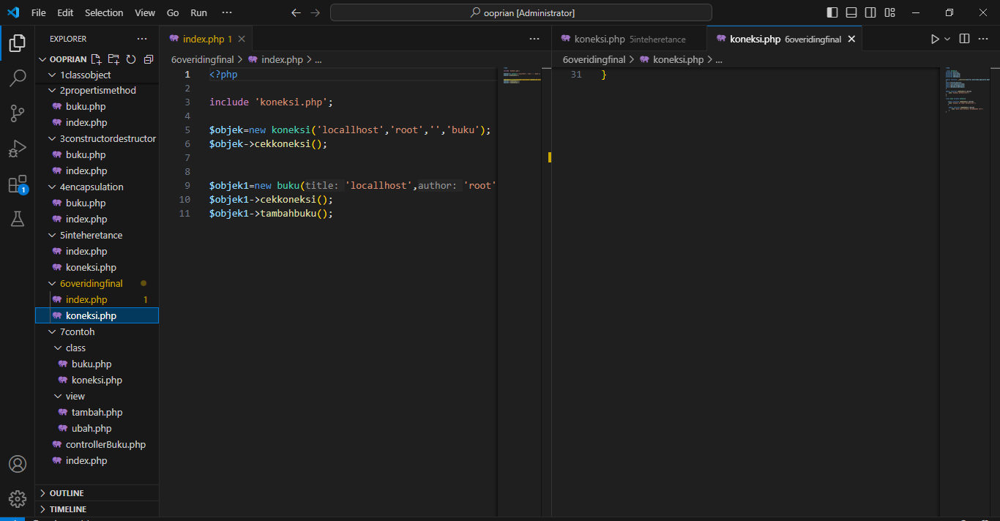 File Edit Selection View Go Run ··· ooprian [Administrator]
EXPLORER ···
OOPRIAN
1classobject
2propertismethod
buku.php
index.php
3constructordestructor
buku.php
index.php
4encapsulation
buku.php
index.php
5inteheretance
index.php
koneksi.php
6overidingfinal
index.php 1
koneksi.php
7contoh
class
buku.php
koneksi.php
view
tambah.php
ubah.php
controllerBuku.php
index.php
OUTLINE
TIMELINE
1
index.php 1
6overidingfinal > index.php > ...
1 <?php
2
3 include 'koneksi.php';
4
5 $objek=new koneksi('locallhost','root','','buku');
6 $objek->cekkoneksi();
7
8
9 $objek1=new buku(title: 'locallhost',author: 'root'
10 $objek1->cekkoneksi();
11 $objek1->tambahbuku();
koneksi.php 5inteheretance koneksi.php 6overidingfinal
6overidingfinal > koneksi.php > ...
31 }